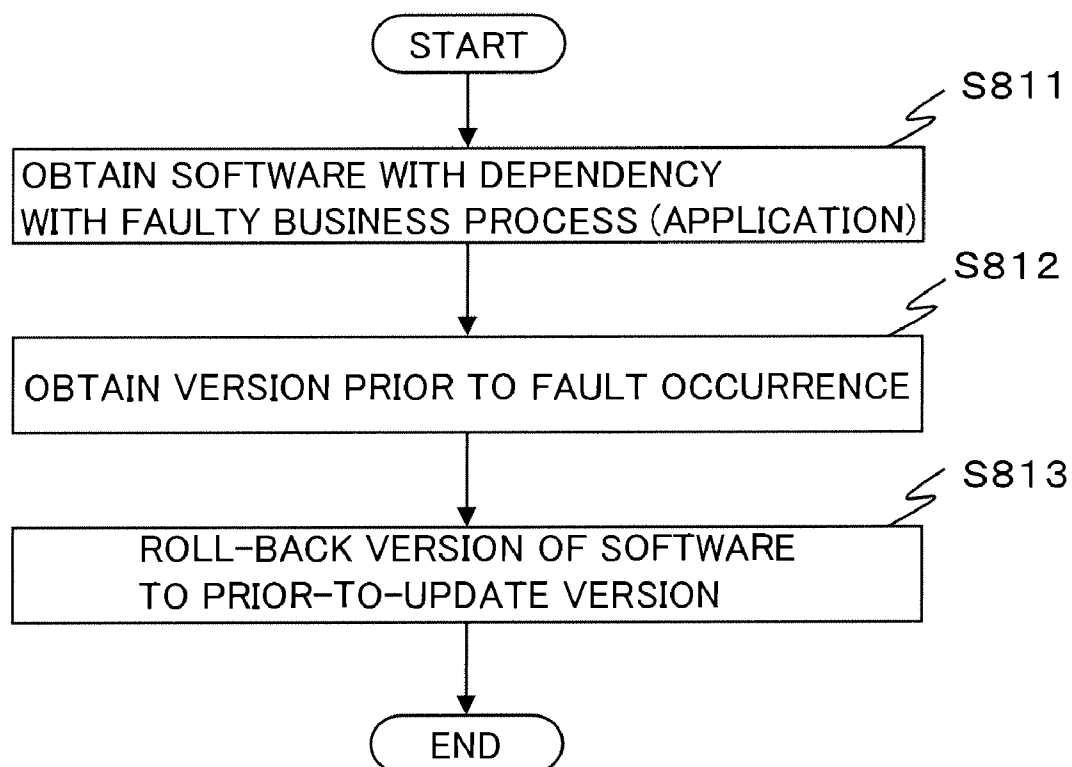 START
S811
OBTAIN SOFTWARE WITH DEPENDENCY
WITH FAULTY BUSINESS PROCESS (APPLICATION)
S812
OBTAIN VERSION PRIOR TO FAULT OCCURRENCE
S813
ROLL-BACK VERSION OF SOFTWARE
TO PRIOR-TO-UPDATE VERSION
END